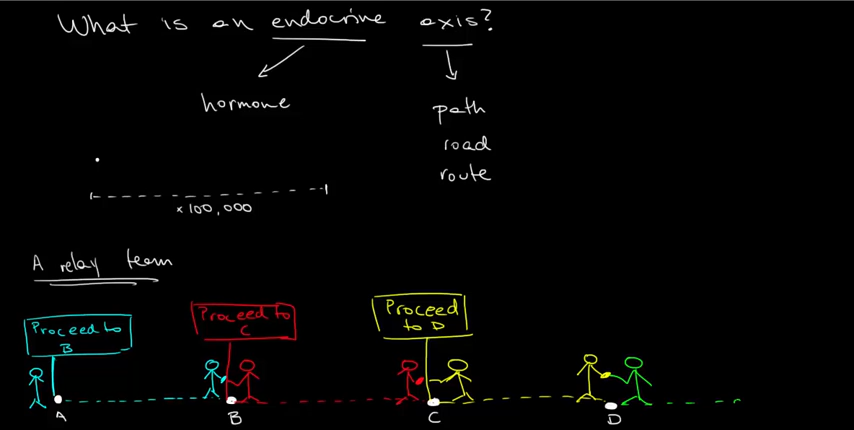 What is an endocrine axis?
hormone
path
road
route
×100,000
A relay team
Proceed to
B
Proceed to
C
Proceed
to D
A
B
C
D